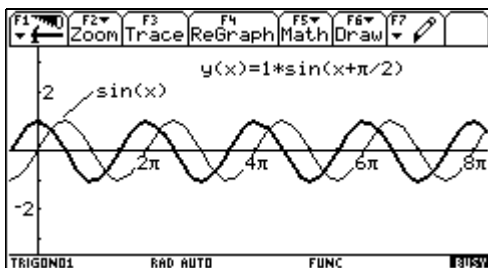 F1 F2 F3 F4 F5 F6 F7
Zoom Trace ReGraph Math Draw
y(x)=1*sin(x+π/2)
2
sin(x)
2π 4π 6π 8π
-2
TRIGONO1 RAD AUTO FUNC BUSY